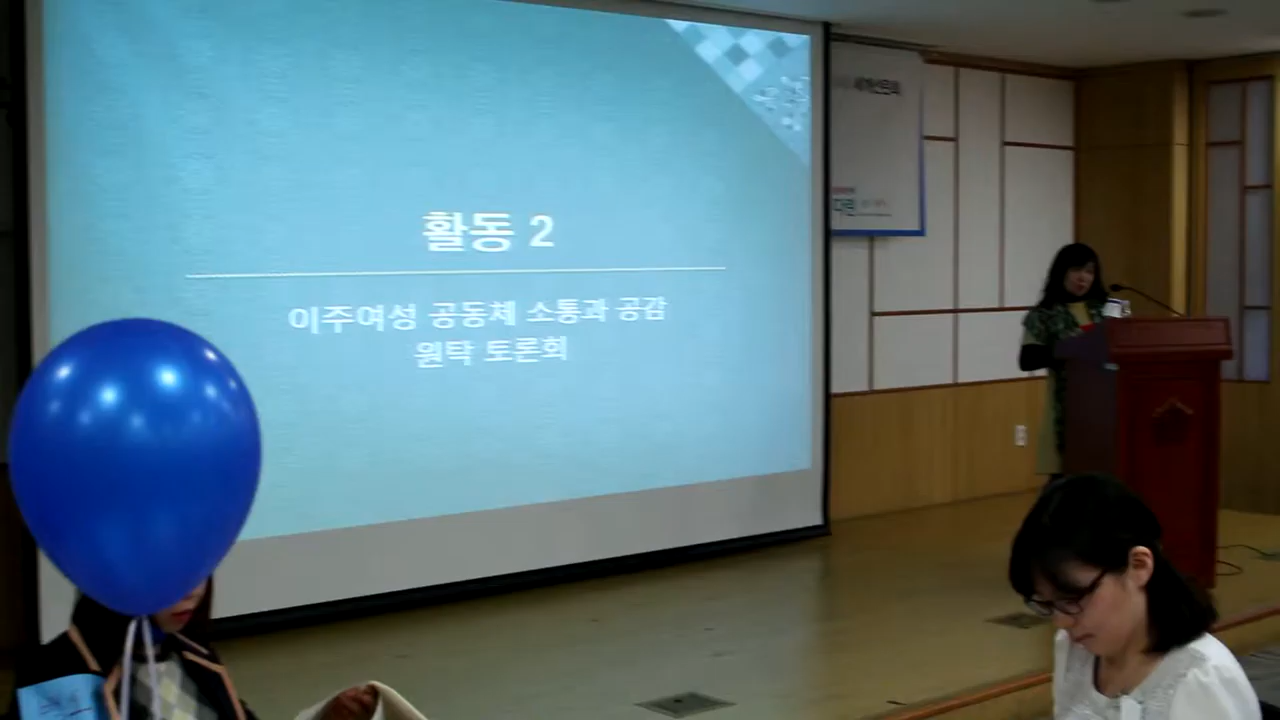 활동 2
이주여성 공동체 소통과 공감
원탁 토론회